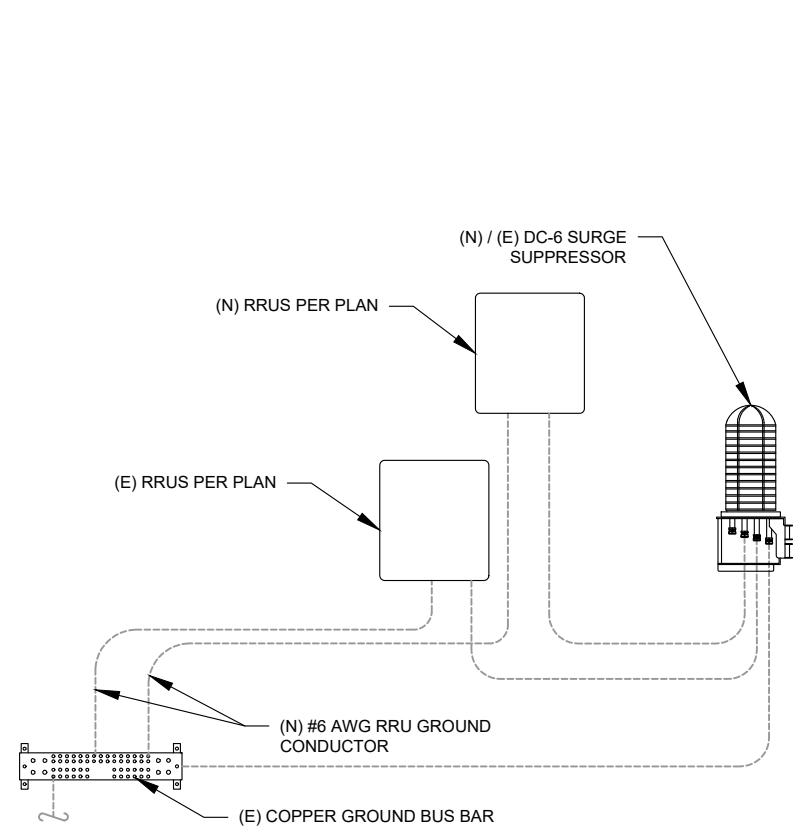 (N) / (E) DC-6 SURGE
SUPPRESSOR
(N) RRUS PER PLAN
(E) RRUS PER PLAN
(N) #6 AWG RRU GROUND
CONDUCTOR
(E) COPPER GROUND BUS BAR